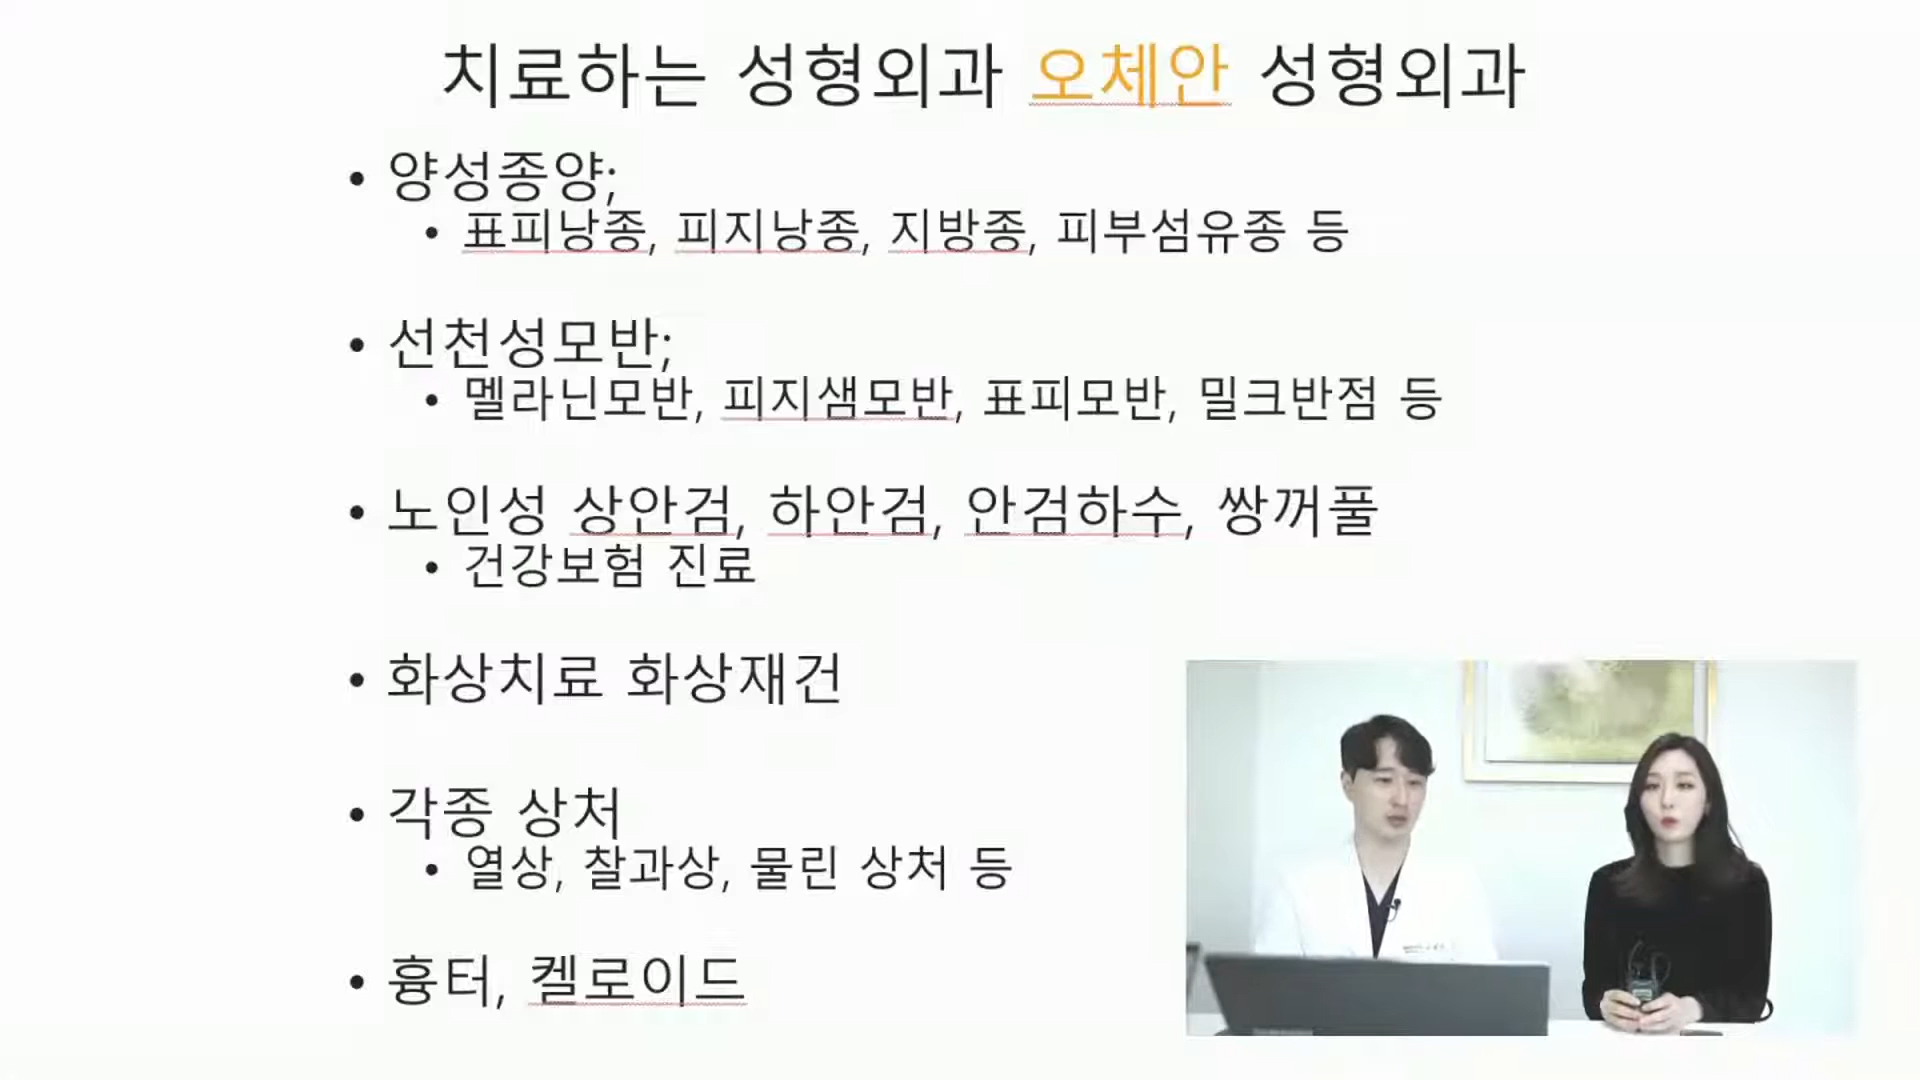 치료하는 성형외과 오체안 성형외과
• 양성종양;
• 표피낭종, 피지낭종, 지방종, 피부섬유종 등
• 선천성모반;
• 멜라닌모반, 피지샘모반, 표피모반, 밀크반점 등
• 노인성 상안검, 하안검, 안검하수, 쌍꺼풀
• 건강보험 진료
• 화상치료 화상재건
• 각종 상처
• 열상, 찰과상, 물린 상처 등
• 흉터, 켈로이드